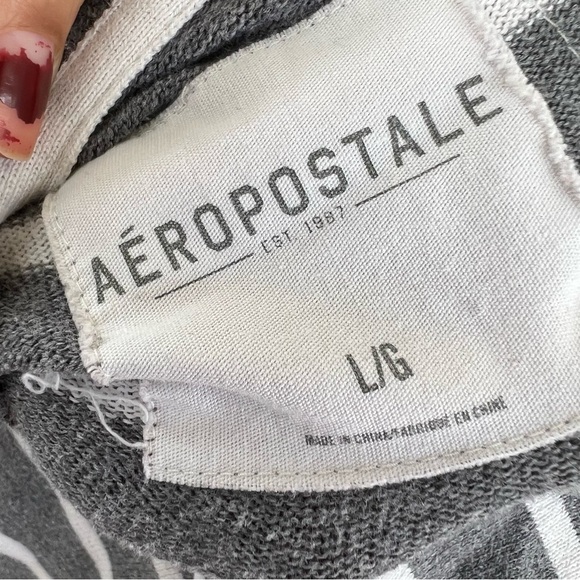 AÉROPOSTALE
EST. 1987
L/G
MADE IN CHINA/FABRIQUÉ EN CHINE